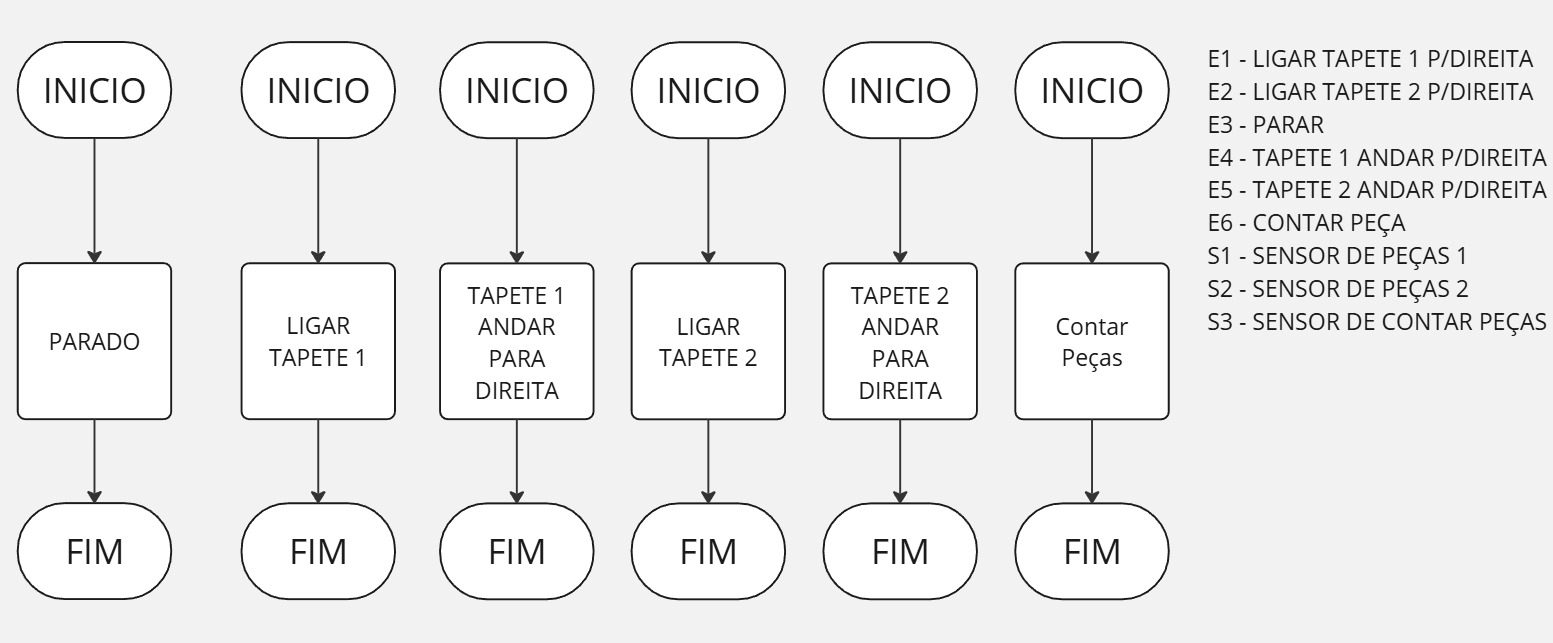 INICIO
INICIO
INICIO
INICIO
INICIO
INICIO
PARADO
LIGAR
TAPETE 1
TAPETE 1
ANDAR
PARA
DIREITA
LIGAR
TAPETE 2
TAPETE 2
ANDAR
PARA
DIREITA
Contar
Peças
FIM
FIM
FIM
FIM
FIM
FIM
E1 - LIGAR TAPETE 1 P/DIREITA
E2 - LIGAR TAPETE 2 P/DIREITA
E3 - PARAR
E4 - TAPETE 1 ANDAR P/DIREITA
E5 - TAPETE 2 ANDAR P/DIREITA
E6 - CONTAR PEÇA
S1 - SENSOR DE PEÇAS 1
S2 - SENSOR DE PEÇAS 2
S3 - SENSOR DE CONTAR PEÇAS